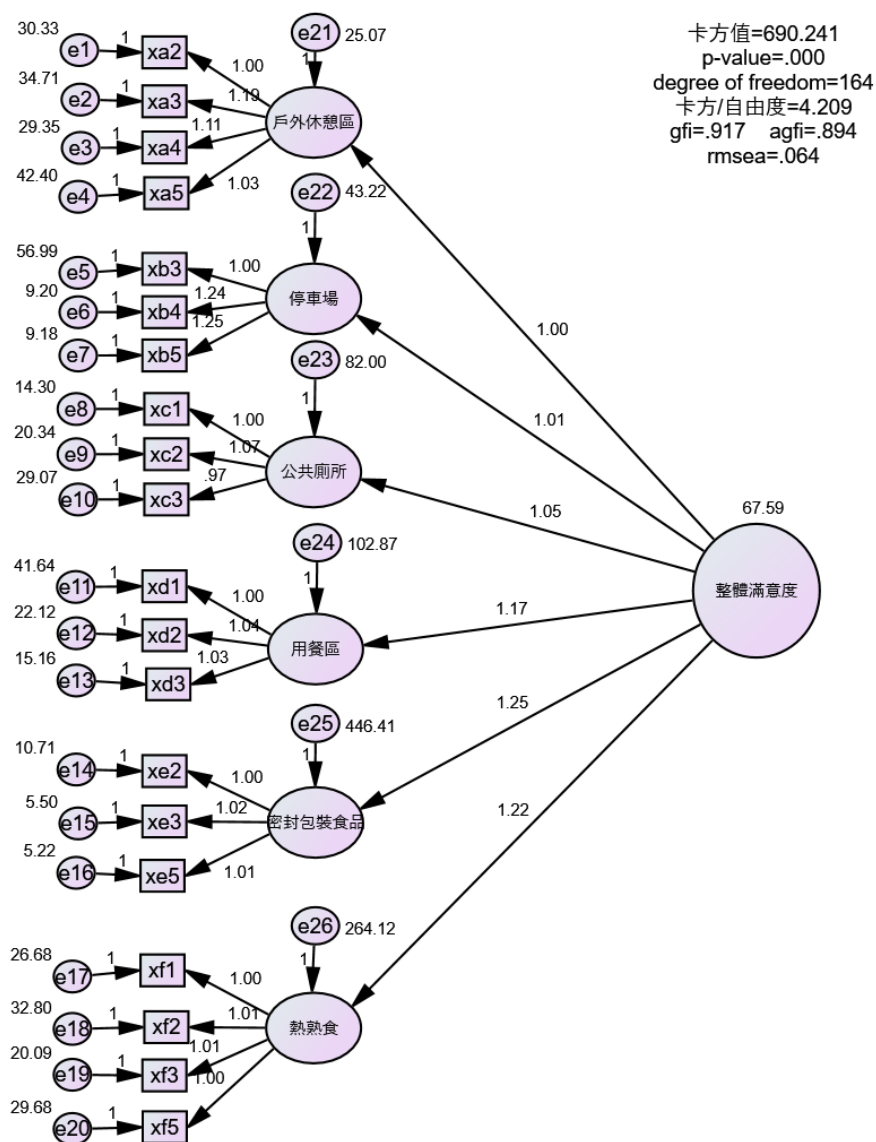 卡方值=690.241
p-value=.000
degree of freedom=164
卡方/自由度=4.209
gfi=.917 agfi=.894
rmsea=.064
30.33
e1
1
xa2
34.71
e2
1
xa3
29.35
e3
1
xa4
42.40
e4
1
xa5
1.00
1.19
1.11
1.03
e21
25.07
1
戶外休憩區
56.99
e5
1
xb3
9.20
e6
1
xb4
9.18
e7
1
xb5
1.00
1.24
1.25
e22
43.22
1
停車場
14.30
e8
1
xc1
20.34
e9
1
xc2
29.07
e10
1
xc3
1.00
1.07
.97
e23
82.00
1
公共廁所
41.64
e11
1
xd1
22.12
e12
1
xd2
15.16
e13
1
xd3
1.00
1.04
1.03
e24
102.87
1
用餐區
10.71
e14
1
xe2
5.50
e15
1
xe3
5.22
e16
1
xe5
1.00
1.02
1.01
e25
446.41
1
密封包裝食品
26.68
e17
1
xf1
32.80
e18
1
xf2
20.09
e19
1
xf3
29.68
e20
1
xf5
1.00
1.01
1.01
1.00
e26
264.12
1
熱熟食
1.00
1.01
1.05
1.17
1.25
1.22
67.59
整體滿意度